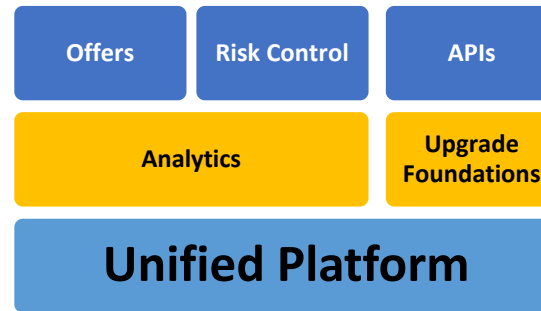 Offers
Risk Control
APIs
Analytics
Upgrade
Foundations
Unified Platform